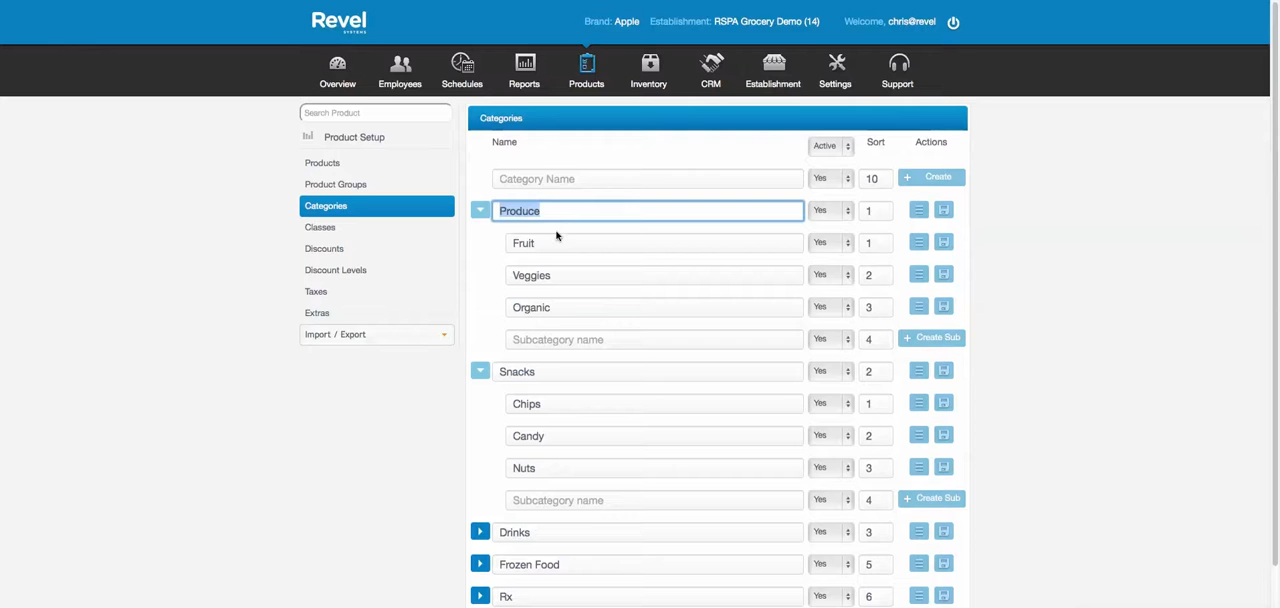 Revel
SYSTEMS
Brand: Apple Establishment: RSPA Grocery Demo (14) Welcome, chris@revel
Overview Employees Schedules Reports Products Inventory CRM Establishment Settings Support
Search Product
Product Setup
Products
Product Groups
Categories
Classes
Discounts
Discount Levels
Taxes
Extras
Import / Export
Categories
Name Active Sort Actions
Category Name Yes 10 + Create
Produce Yes 1
Fruit Yes 1
Veggies Yes 2
Organic Yes 3
Subcategory name Yes 4 + Create Sub
Snacks Yes 2
Chips Yes 1
Candy Yes 2
Nuts Yes 3
Subcategory name Yes 4 + Create Sub
Drinks Yes 3
Frozen Food Yes 5
Rx Yes 6